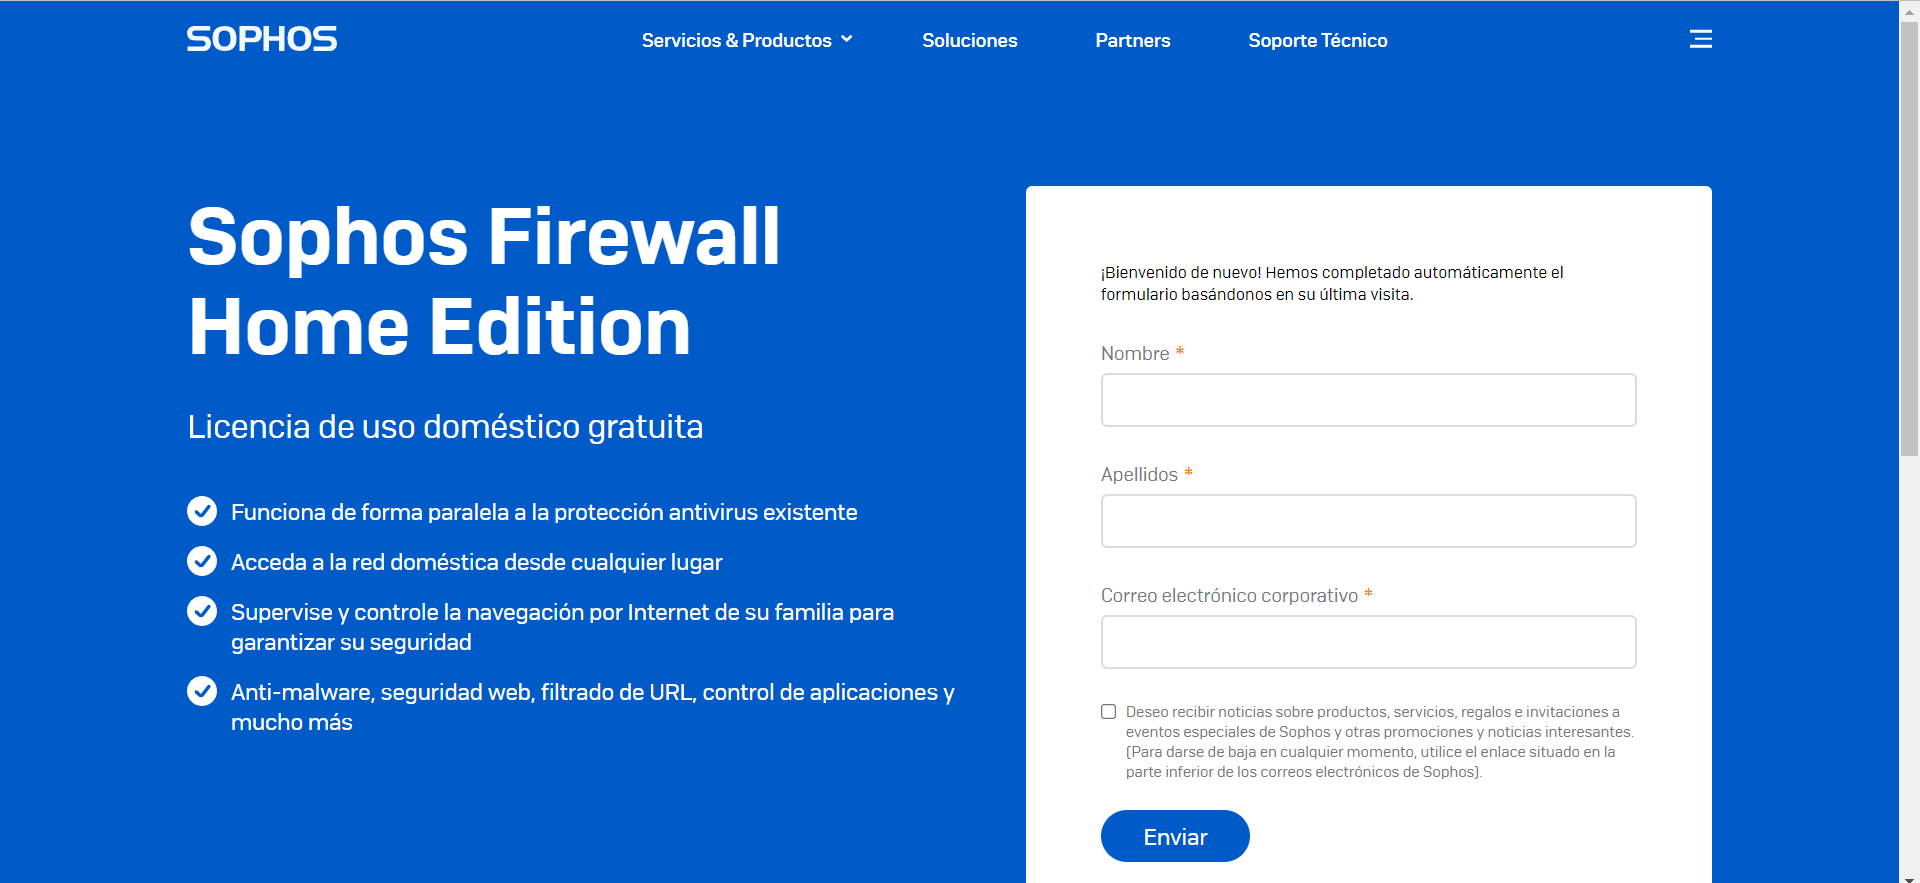 SOPHOS
Servicios & Productos
Soluciones
Partners
Soporte Técnico
Sophos Firewall
Home Edition
Licencia de uso doméstico gratuita
Funciona de forma paralela a la protección antivirus existente
Acceda a la red doméstica desde cualquier lugar
Supervise y controle la navegación por Internet de su familia para
garantizar su seguridad
Anti-malware, seguridad web, filtrado de URL, control de aplicaciones y
mucho más
¡Bienvenido de nuevo! Hemos completado automáticamente el
formulario basándonos en su última visita.
Nombre *
Apellidos *
Correo electrónico corporativo *
Deseo recibir noticias sobre productos, servicios, regalos e invitaciones a
eventos especiales de Sophos y otras promociones y noticias interesantes.
(Para darse de baja en cualquier momento, utilice el enlace situado en la
parte inferior de los correos electrónicos de Sophos).
Enviar